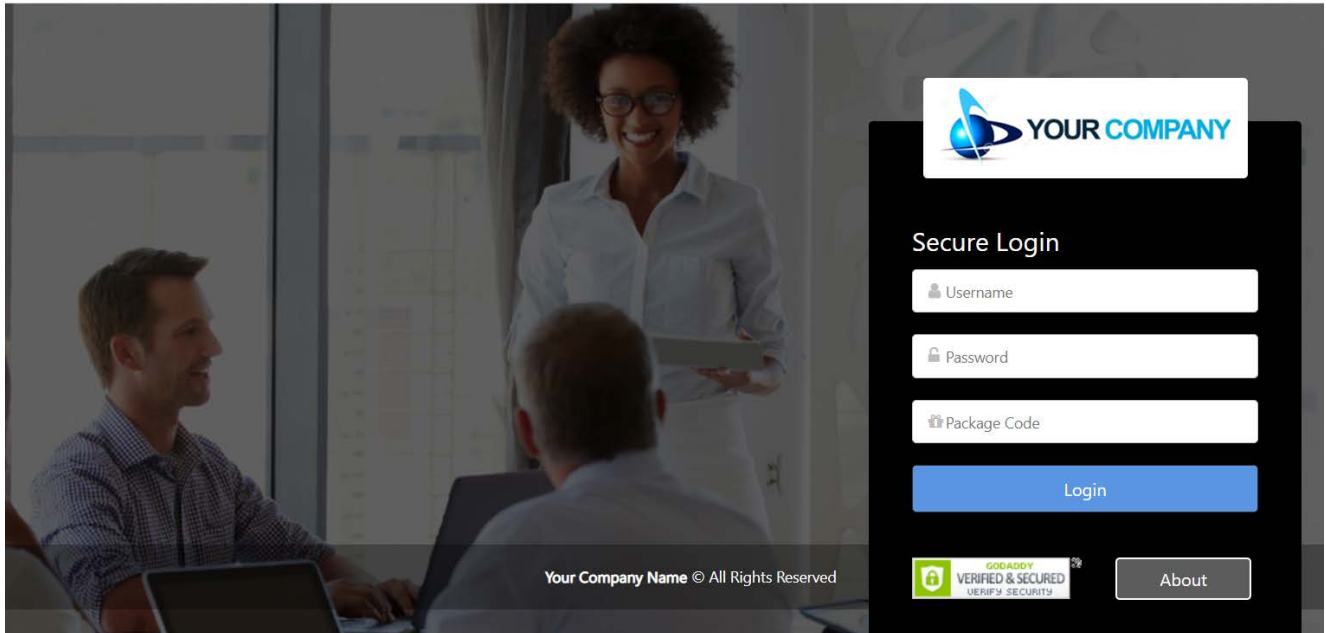 YOUR COMPANY
Secure Login
Username
Password
Package Code
Login
Your Company Name © All Rights Reserved
GODADDY
VERIFIED & SECURED
VERIFY SECURITY
About